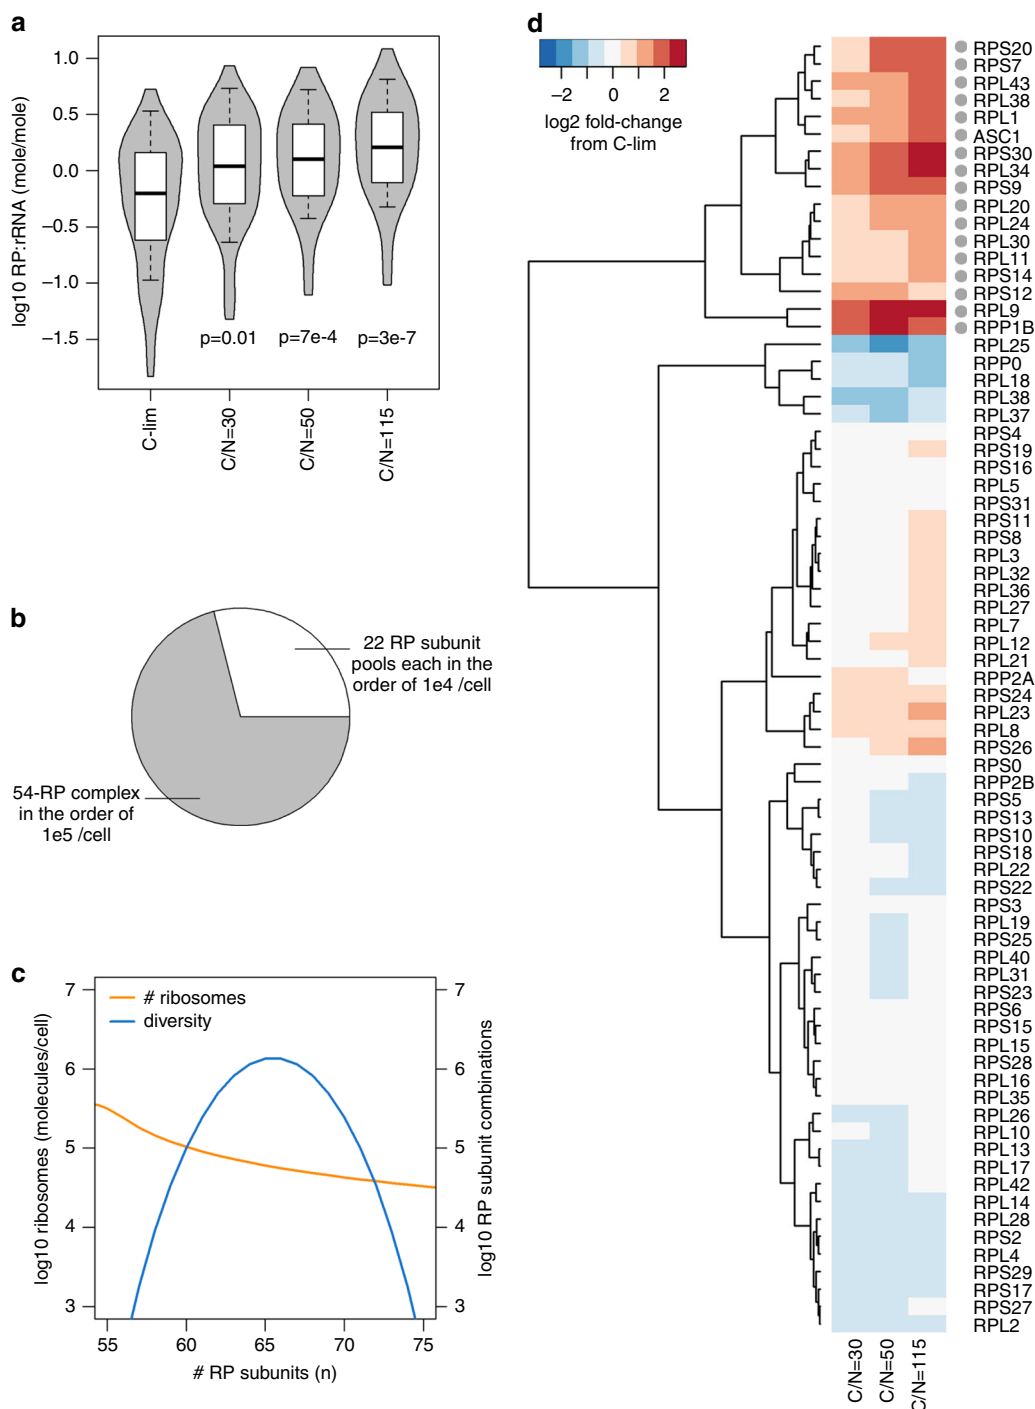 a
1.0
0.5
0.0
−0.5
−1.0
−1.5
log10 RP:rRNA (mole/mole)
p=0.01
p=7e-4
p=3e-7
C-lim
C/N=30
C/N=50
C/N=115
b
22 RP subunit
pools each in the
order of 1e4 /cell
54-RP complex
in the order of
1e5 /cell
c
# ribosomes
diversity
7
6
5
4
3
log10 ribosomes (molecules/cell)
7
6
5
4
3
log10 RP subunit combinations
55
60
65
70
75
# RP subunits (n)
d
−2
0
2
log2 fold-change
from C-lim
RPS20
RPS7
RPL43
RPL38
RPL1
ASC1
RPS30
RPL34
RPS9
RPL20
RPL24
RPL30
RPL11
RPS14
RPS12
RPL9
RPP1B
RPL25
RPP0
RPL18
RPL38
RPL37
RPS4
RPS19
RPS16
RPL5
RPS31
RPS11
RPS8
RPL3
RPL32
RPL36
RPL27
RPL7
RPL12
RPL21
RPP2A
RPS24
RPL23
RPL8
RPS26
RPS0
RPP2B
RPS5
RPS13
RPS10
RPS18
RPL22
RPS22
RPS3
RPL19
RPS25
RPL40
RPL31
RPS23
RPS6
RPS15
RPL15
RPS28
RPL16
RPL35
RPL26
RPL10
RPL13
RPL17
RPL42
RPL14
RPL28
RPS2
RPL4
RPS29
RPS17
RPS27
RPL2
C/N=30
C/N=50
C/N=115